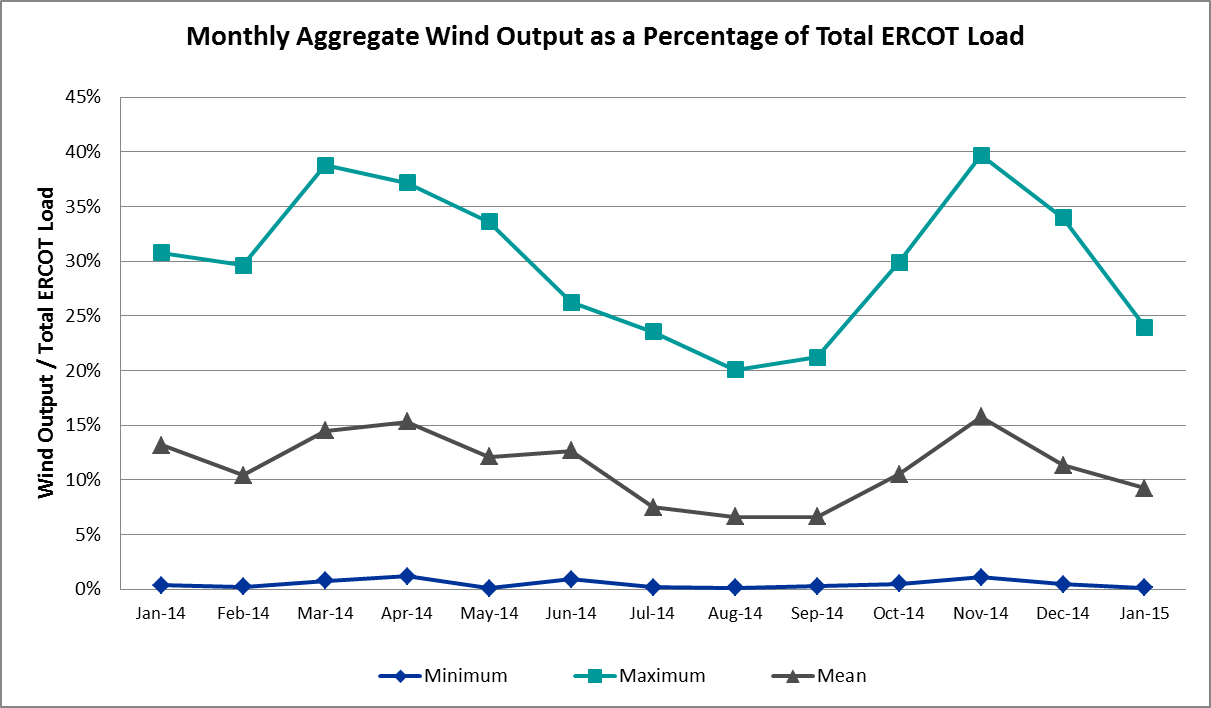 Monthly Aggregate Wind Output as a Percentage of Total ERCOT Load
Wind Output / Total ERCOT Load
45%
40%
35%
30%
25%
20%
15%
10%
5%
0%
Jan-14 Feb-14 Mar-14 Apr-14 May-14 Jun-14 Jul-14 Aug-14 Sep-14 Oct-14 Nov-14 Dec-14 Jan-15
Minimum Maximum Mean